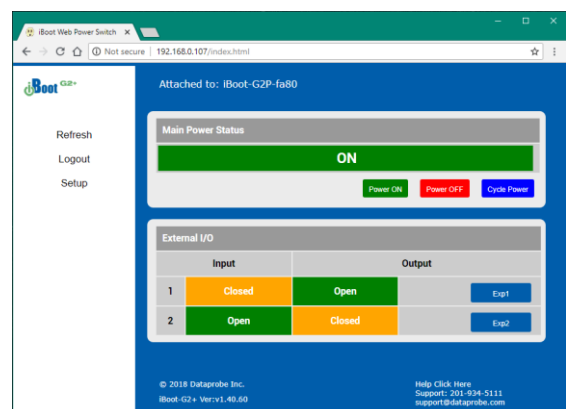 iBoot Web Power Switch
Not secure | 192.168.0.107/index.html
iBoot G2+
Attached to: iBoot-G2P-fa80
Refresh
Logout
Setup
Main Power Status
ON
Power ON Power OFF Cycle Power
External I/O
Input Output
1 Closed Open Exp1
2 Open Closed Exp2
© 2018 Dataprobe Inc.
iBoot-G2+ Ver:v1.40.60
Help Click Here
Support: 201-934-5111
support@dataprobe.com